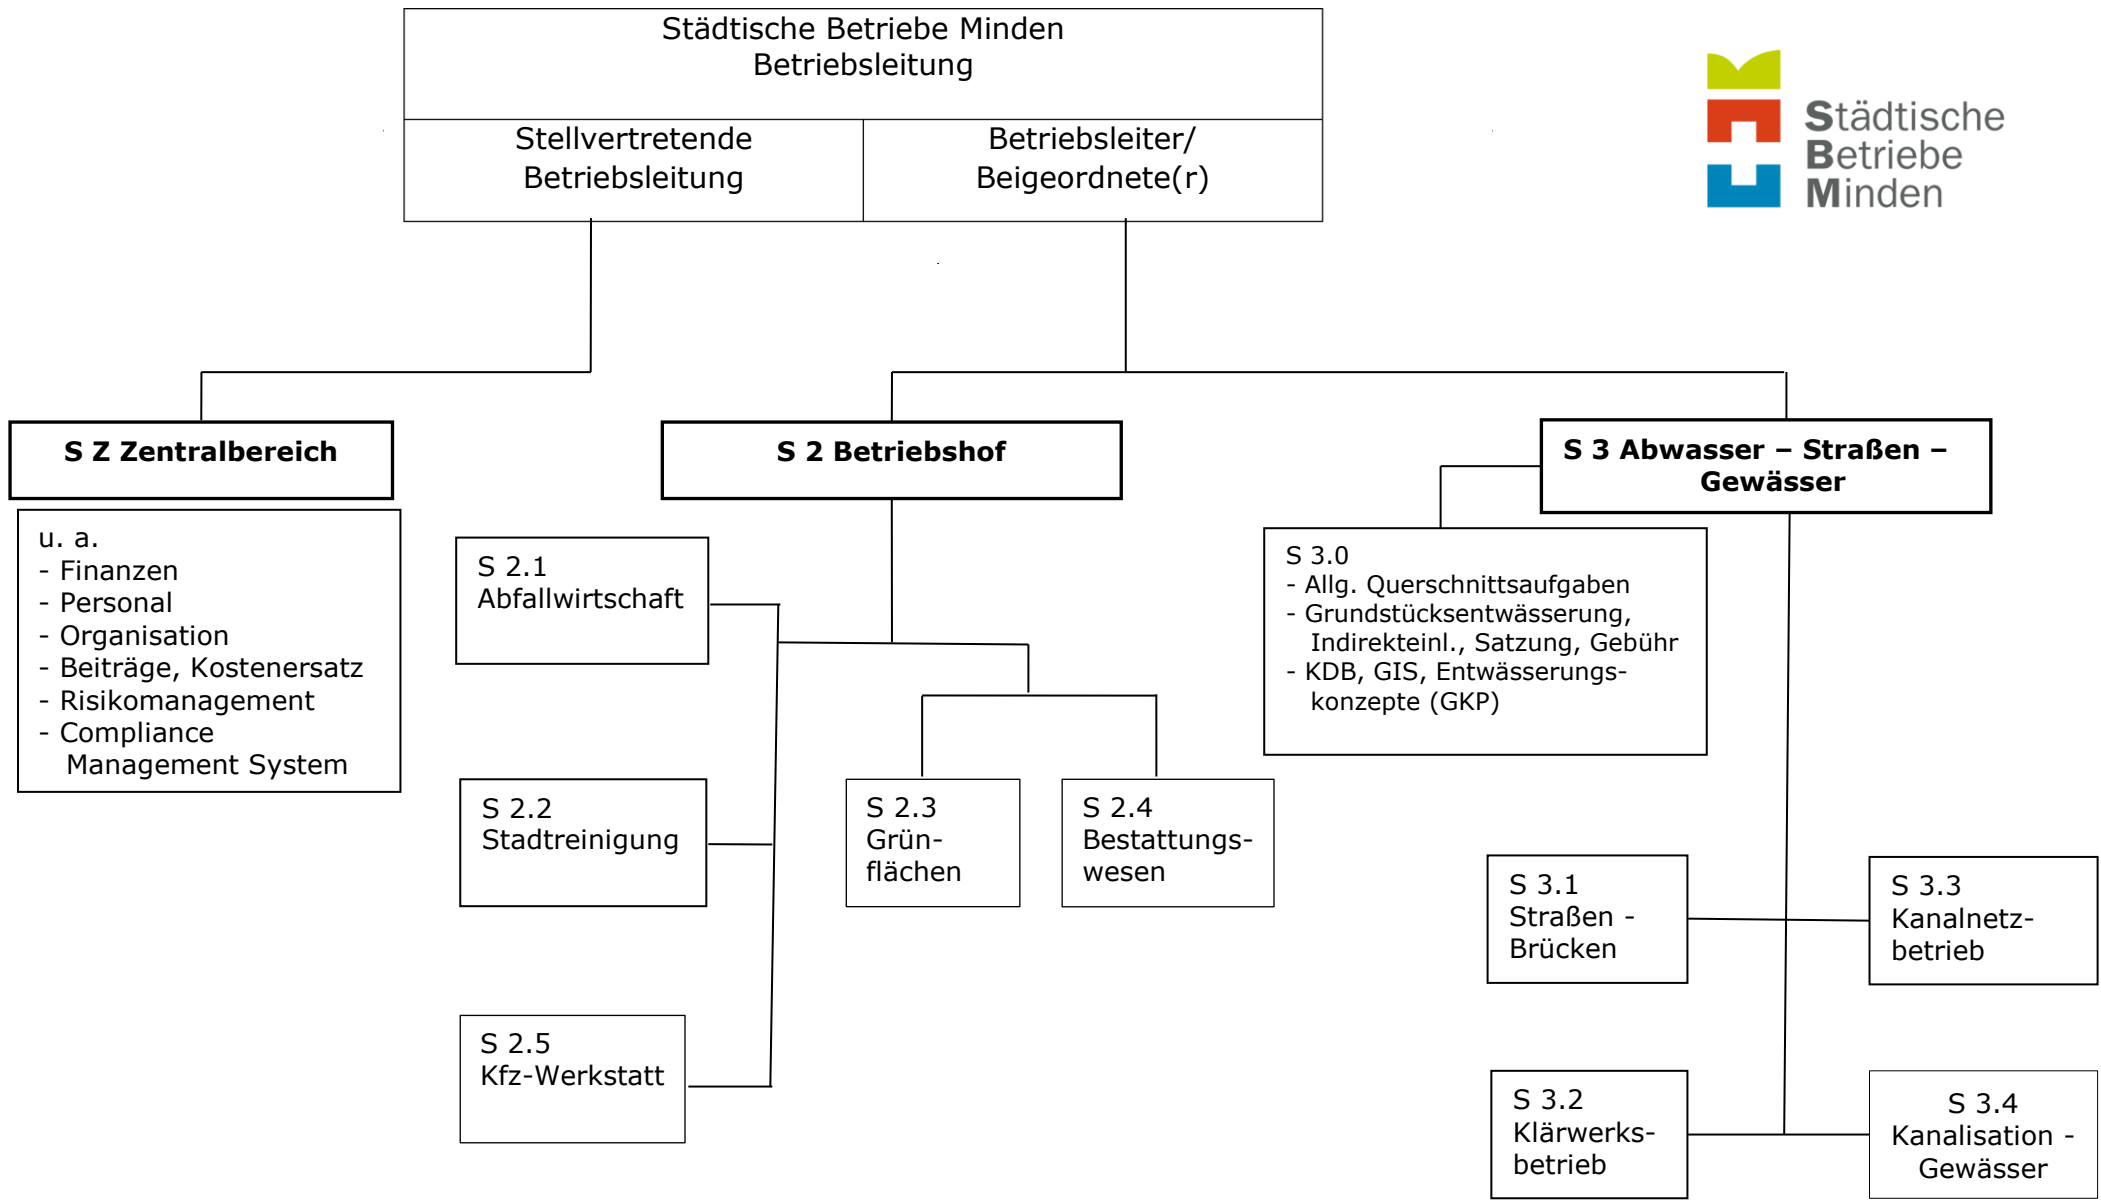 Städtische Betriebe Minden
Betriebsleitung
Stellvertretende
Betriebsleitung
Betriebsleiter/
Beigeordnete(r)
Städtische
Betriebe
Minden
S Z Zentralbereich
u. a.
- Finanzen
- Personal
- Organisation
- Beiträge, Kostenersatz
- Risikomanagement
- Compliance
Management System
S 2 Betriebshof
S 2.1
Abfallwirtschaft
S 2.2
Stadtreinigung
S 2.5
Kfz-Werkstatt
S 2.3
Grün-
flächen
S 2.4
Bestattungs-
wesen
S 3 Abwasser – Straßen –
Gewässer
S 3.0
- Allg. Querschnittsaufgaben
- Grundstücksentwässerung,
Indirekteinl., Satzung, Gebühr
- KDB, GIS, Entwässerungs-
konzepte (GKP)
S 3.1
Straßen -
Brücken
S 3.3
Kanalnetz-
betrieb
S 3.2
Klärwerks-
betrieb
S 3.4
Kanalisation -
Gewässer